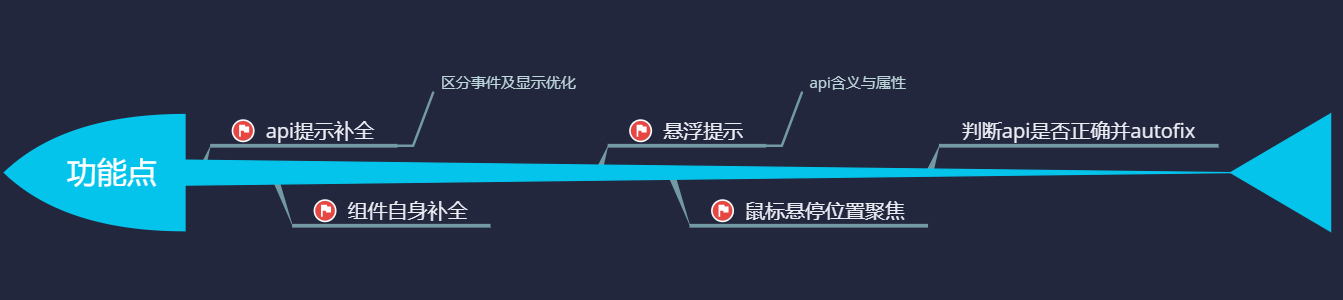 功能点
api提示补全
区分事件及显示优化
组件自身补全
悬浮提示
api含义与属性
鼠标悬停位置聚焦
判断api是否正确并autofix